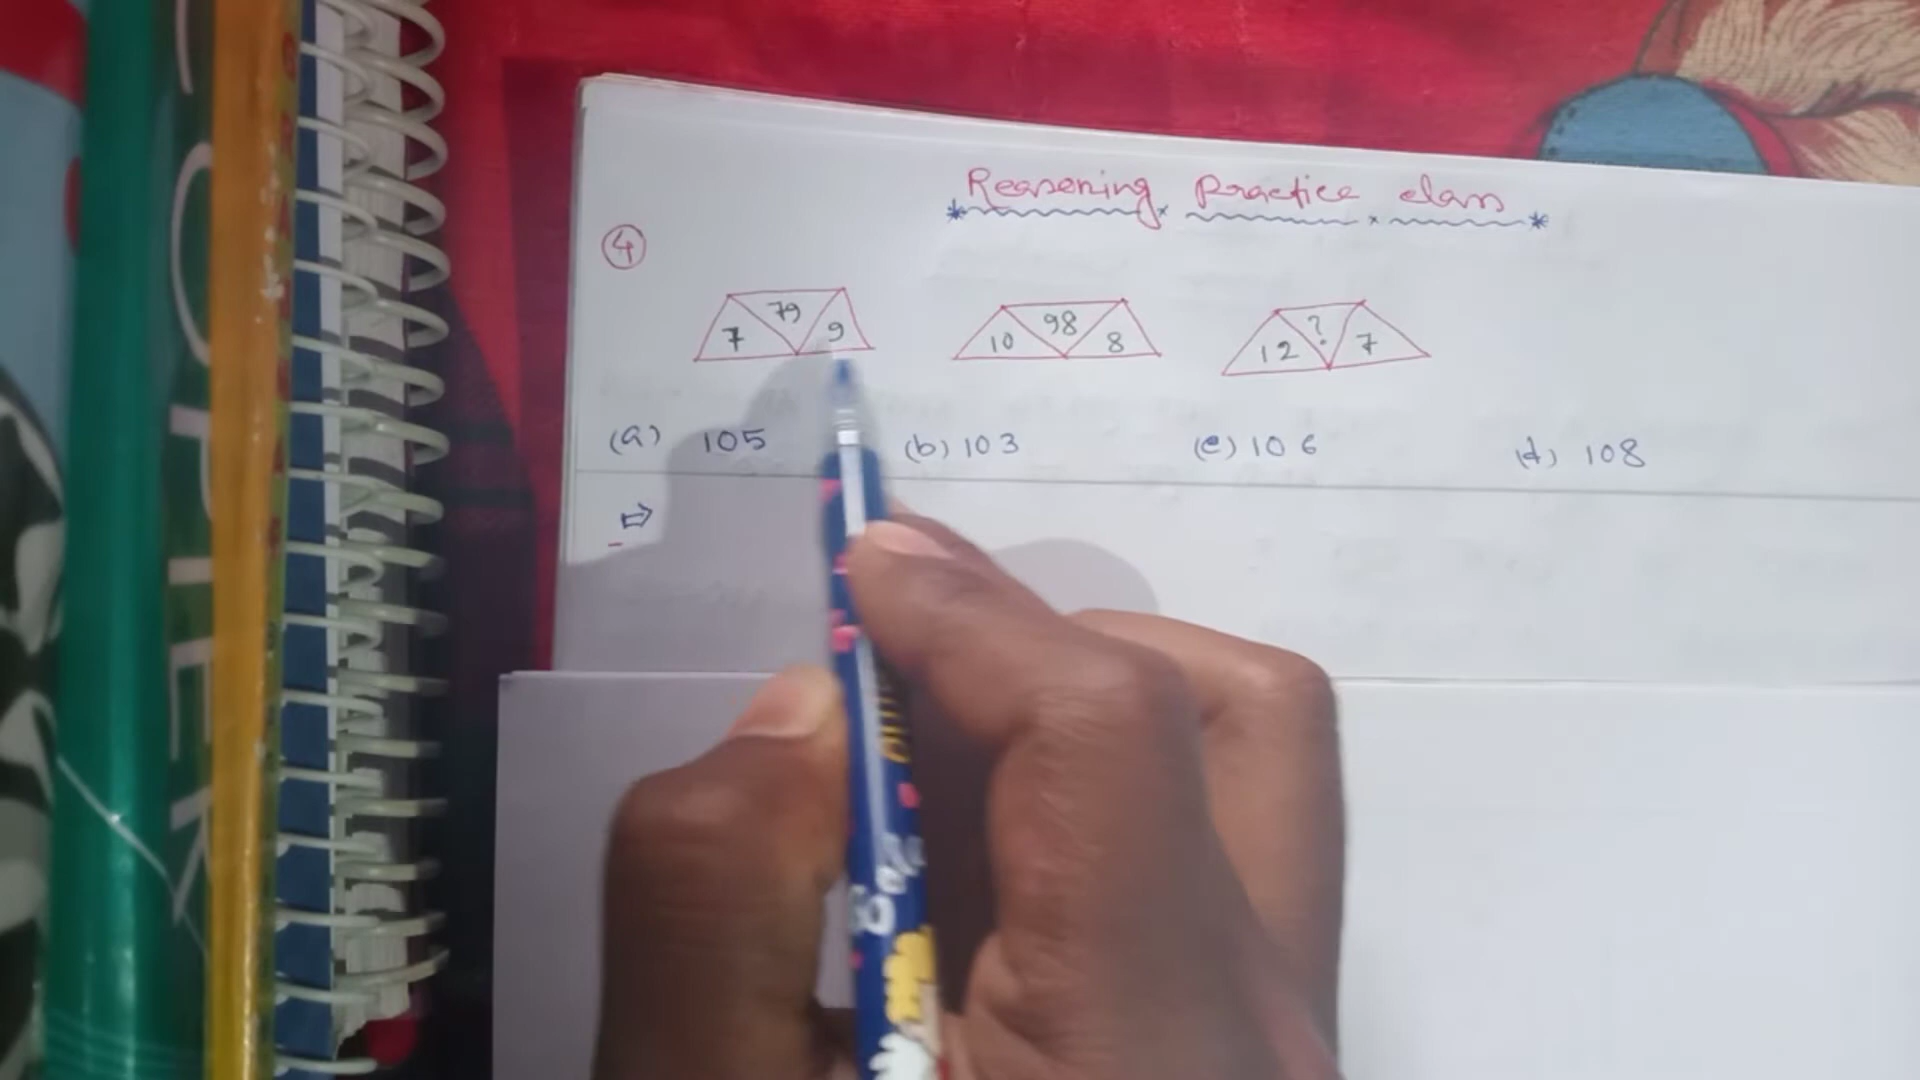 Reasoning Practice class
4
7 79 9
10 98 8
12 ? 7
(a) 105 (b) 103 (c) 106 (d) 108
⇨